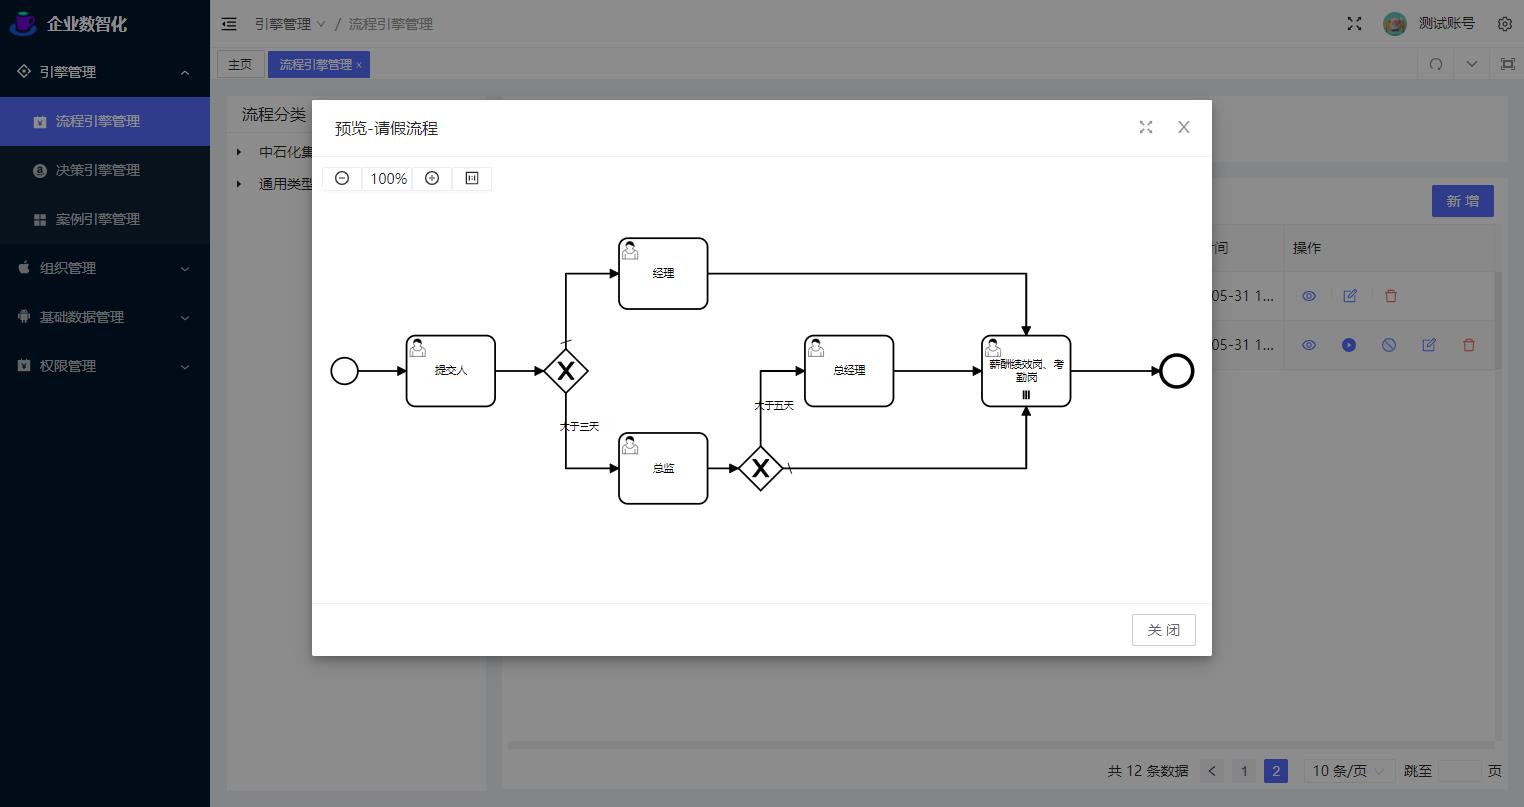 企业数智化
引擎管理
流程引擎管理
决策引擎管理
案例引擎管理
组织管理
基础数据管理
权限管理
引擎管理 / 流程引擎管理
测试账号
主页
流程引擎管理 x
流程分类
中石化集
通用类型
预览-请假流程
100%
经理
提交人
大于三天
总监
大于五天
总经理
薪酬绩效岗、考
勤岗
关 闭
新 增
操作
05-31 1...
05-31 1...
共 12 条数据 < 1 2 10 条/页 跳至 页